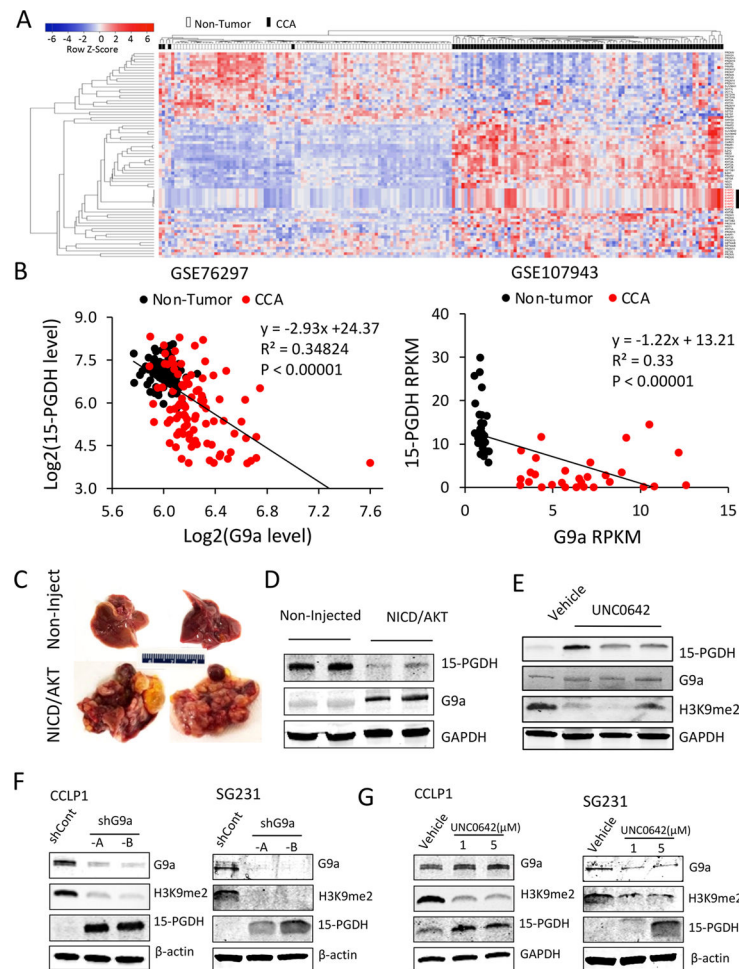 A
-6 -4 -2 0 2 4 6
Row Z-Score
Non-Tumor CCA
B
GSE76297
Non-Tumor CCA
y = -2.93x +24.37
R² = 0.34824
P < 0.00001
Log2(15-PGDH level)
9.0
7.5
6.0
4.5
3.0
5.6 6.0 6.4 6.8 7.2 7.6
Log2(G9a level)
GSE107943
Non-tumor CCA
y = -1.22x + 13.21
R² = 0.33
P < 0.00001
15-PGDH RPKM
40
30
20
10
0
0 5 10 15
G9a RPKM
C
Non-Inject
NICD/AKT
D
Non-Injected NICD/AKT
15-PGDH
G9a
GAPDH
E
Vehicle
UNC0642
15-PGDH
G9a
H3K9me2
GAPDH
F
CCLP1
shCont
shG9a
-A -B
G9a
H3K9me2
15-PGDH
β-actin
SG231
shCont
shG9a
-A -B
G9a
H3K9me2
15-PGDH
β-actin
G
CCLP1
Vehicle
UNC0642(μM)
1 5
G9a
H3K9me2
15-PGDH
GAPDH
SG231
Vehicle
UNC0642(μM)
1 5
G9a
H3K9me2
15-PGDH
β-actin